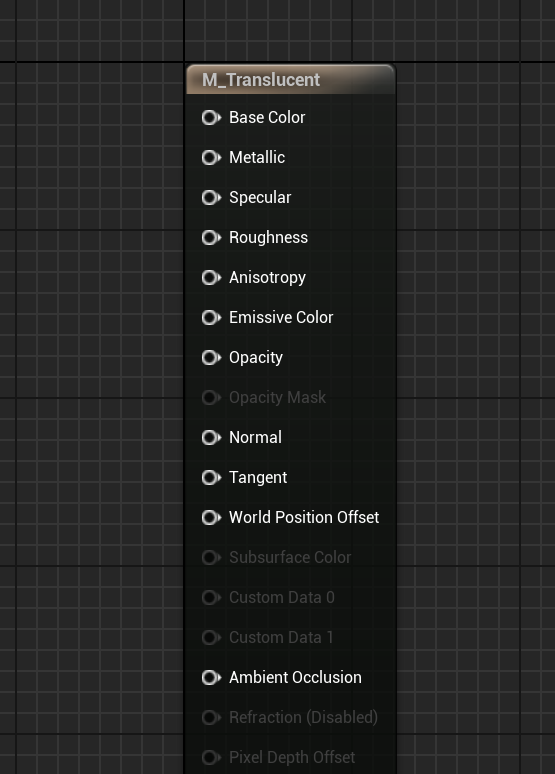 M_Translucent
Base Color
Metallic
Specular
Roughness
Anisotropy
Emissive Color
Opacity
Opacity Mask
Normal
Tangent
World Position Offset
Subsurface Color
Custom Data 0
Custom Data 1
Ambient Occlusion
Refraction (Disabled)
Pixel Depth Offset